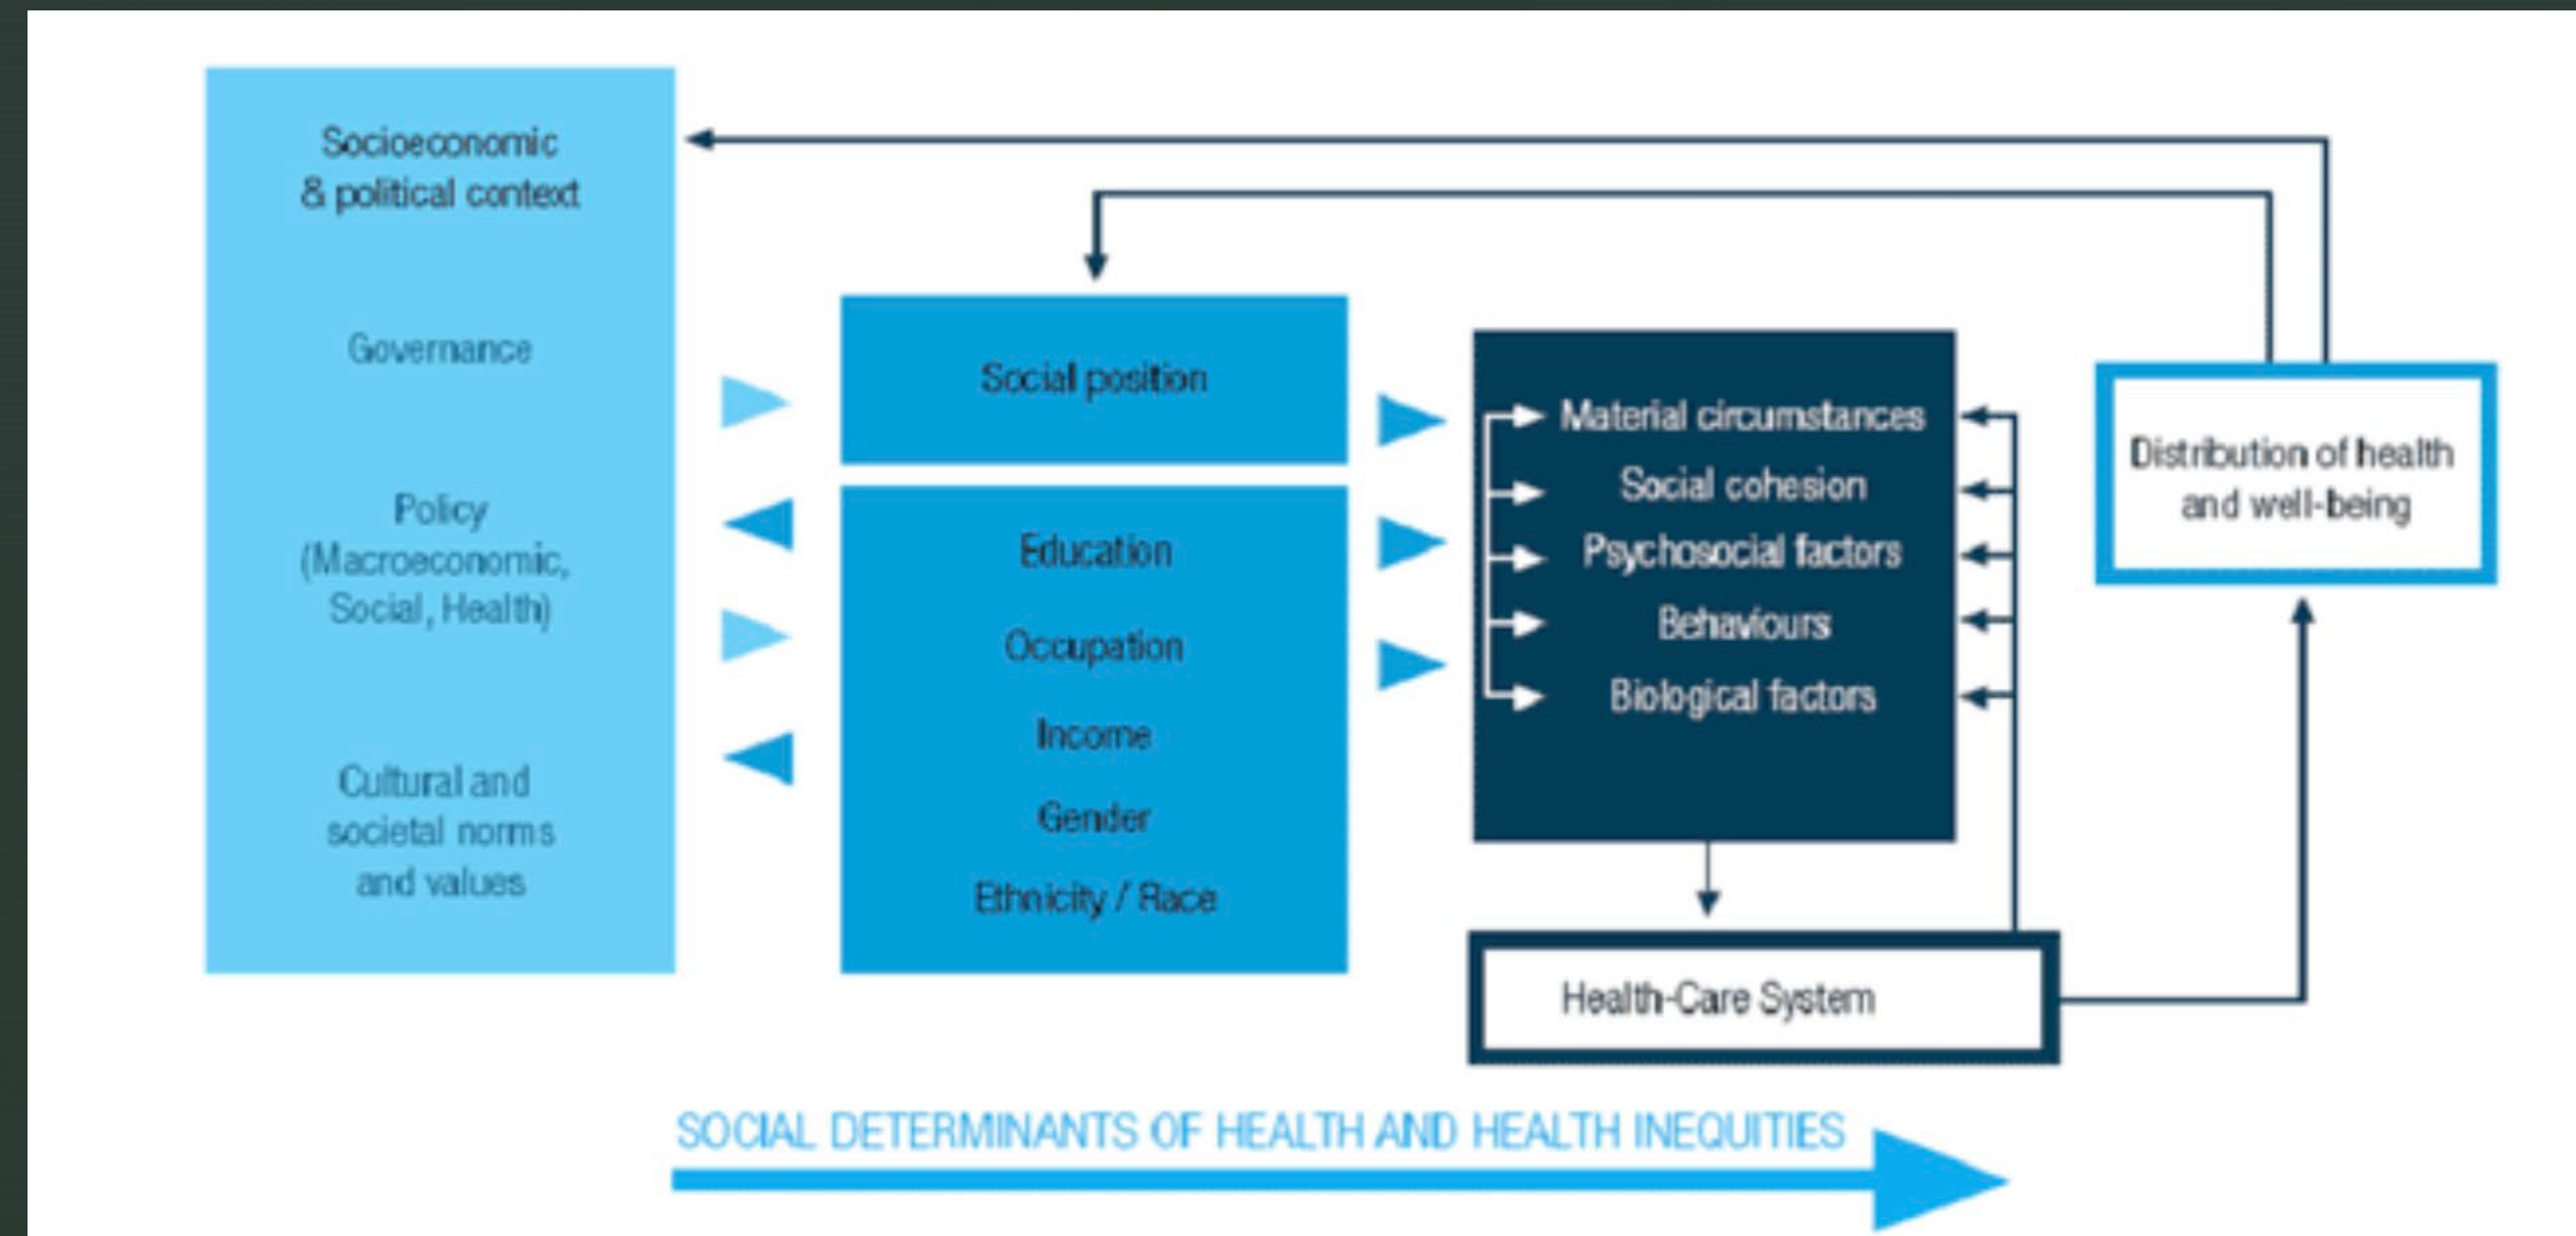 Socioeconomic
& political context
Governance
Policy
(Macroeconomic,
Social, Health)
Cultural and
societal norms
and values
Social position
Education
Occupation
Income
Gender
Ethnicity / Race
Material circumstances
Social cohesion
Psychosocial factors
Behaviours
Biological factors
Health-Care System
Distribution of health
and well-being
SOCIAL DETERMINANTS OF HEALTH AND HEALTH INEQUITIES